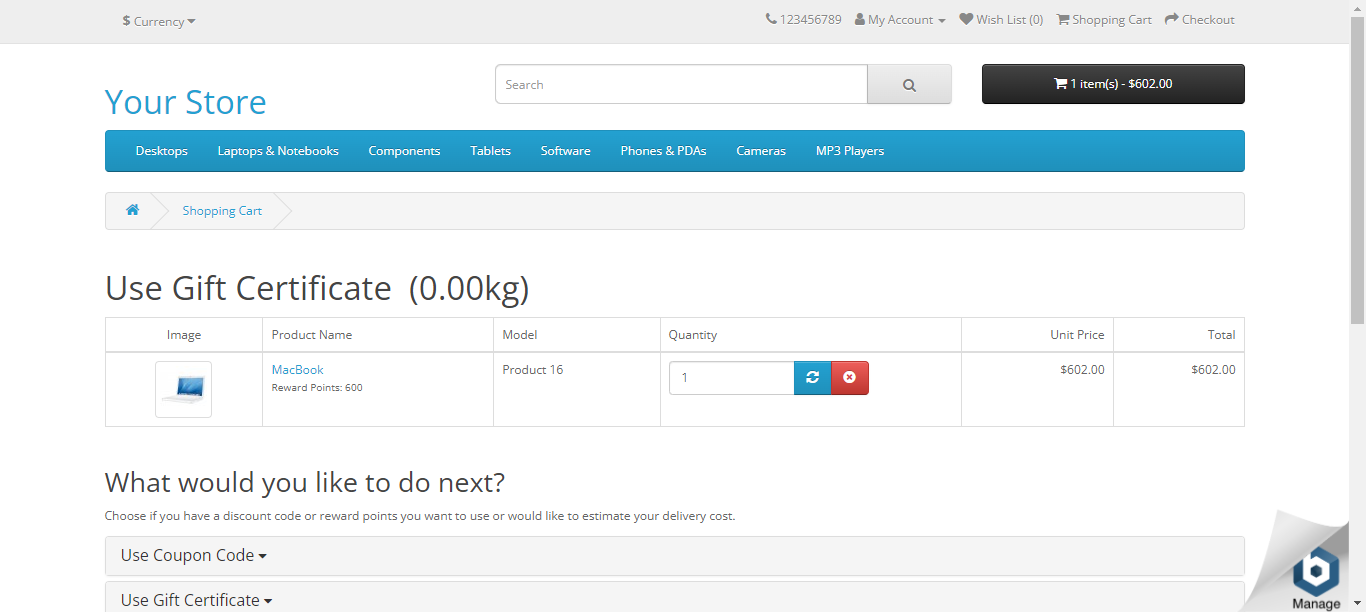 $ Currency
123456789 My Account Wish List (0) Shopping Cart Checkout
Your Store
Search
1 item(s) - $602.00
Desktops Laptops & Notebooks Components Tablets Software Phones & PDAs Cameras MP3 Players
Shopping Cart
Use Gift Certificate (0.00kg)
Image Product Name Model Quantity Unit Price Total
MacBook Product 16 1 $602.00 $602.00
Reward Points: 600
What would you like to do next?
Choose if you have a discount code or reward points you want to use or would like to estimate your delivery cost.
Use Coupon Code
Use Gift Certificate
Manage